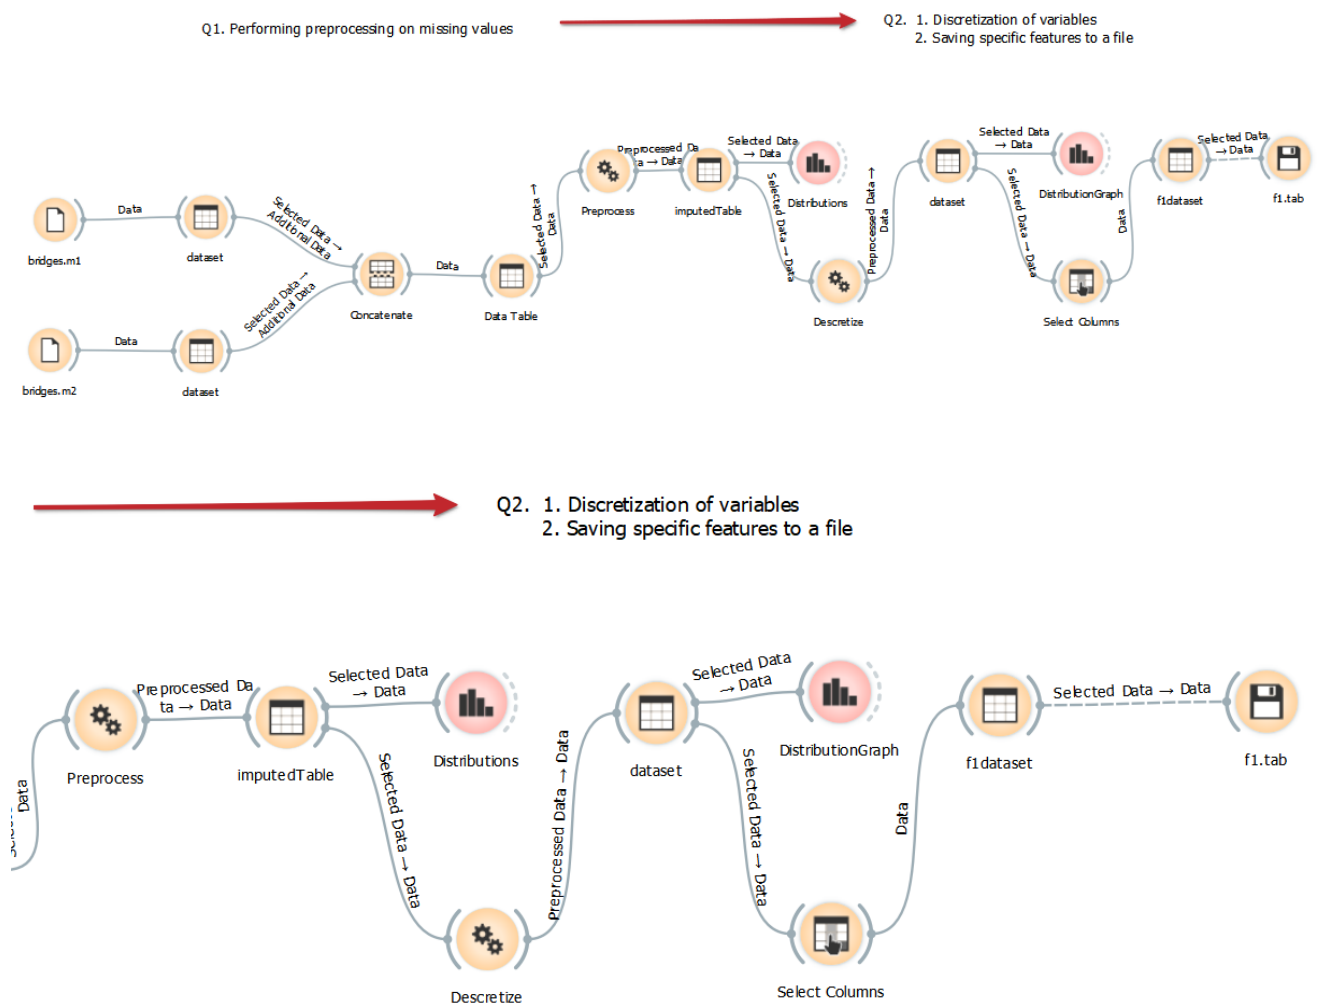 Q1. Performing preprocessing on missing values
Q2. 1. Discretization of variables
2. Saving specific features to a file
bridges.m1
Data
dataset
Selected Data →
Additional Data
bridges.m2
Data
dataset
Selected Data →
Additional Data
Concatenate
Data
Data Table
Selected Data →
Data
Preprocess
Preprocessed Da
ta → Data
imputedTable
Selected Data
→ Data
Distributions
Selected Data → Data
Descretize
Preprocessed Data →
Data
dataset
Selected Data
→ Data
DistributionGraph
Selected Data → Data
Select Columns
Data
f1dataset
Selected Data
→ Data
f1.tab
Q2. 1. Discretization of variables
2. Saving specific features to a file
Data
Preprocess
Preprocessed Da
ta → Data
imputedTable
Selected Data
→ Data
Distributions
Selected Data → Data
Descretize
Preprocessed Data → Data
dataset
Selected Data
→ Data
DistributionGraph
Selected Data → Data
Select Columns
Data
f1dataset
Selected Data → Data
f1.tab